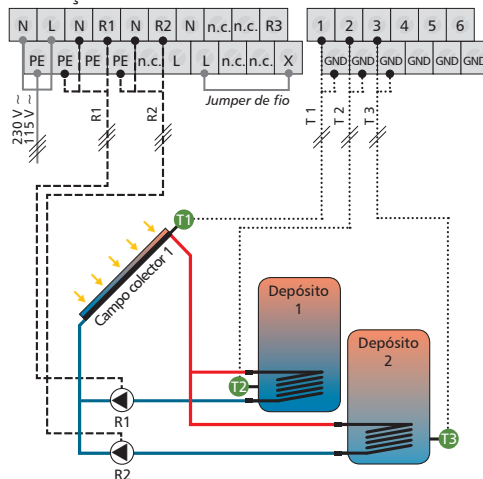 N L N R1 N R2 N n.c. n.c. R3
1 2 3 4 5 6
PE PE PE PE n.c. L L n.c. n.c. X
GND GND GND GND GND GND
Jumper de fio
230 V ~
115 V ~
R1
R2
T 1
T 2
T 3
T1
Campo colector 1
Depósito
1
Depósito
2
T2
T3
R1
R2